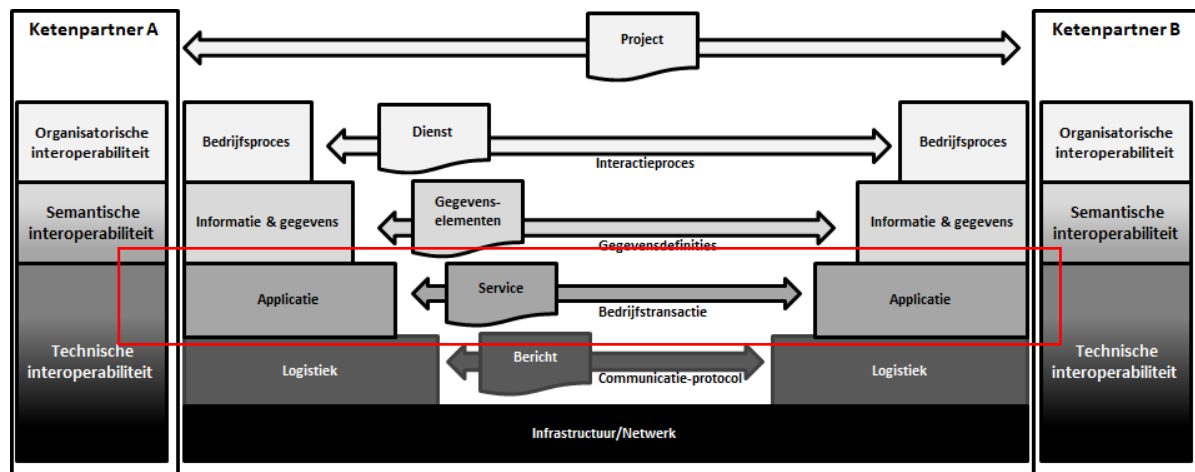 Ketenpartner A
Project
Ketenpartner B
Organisatorische
interoperabiliteit
Bedrijfsproces
Dienst
Interactieproces
Bedrijfsproces
Organisatorische
interoperabiliteit
Semantische
interoperabiliteit
Informatie & gegevens
Gegevens-
elementen
Gegevensdefinities
Informatie & gegevens
Semantische
interoperabiliteit
Applicatie
Service
Bedrijfstransactie
Applicatie
Technische
interoperabiliteit
Logistiek
Bericht
Communicatie-protocol
Logistiek
Technische
interoperabiliteit
Infrastructuur/Netwerk